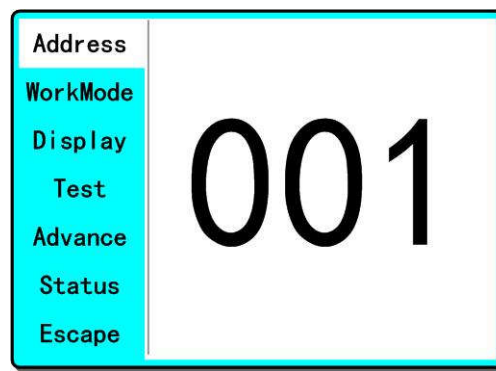 Address
WorkMode
Display
Test
Advance
Status
Escape
001